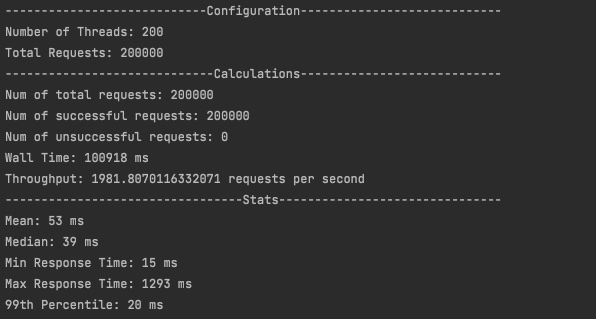 ----------------------------Configuration----------------------------
Number of Threads: 200
Total Requests: 200000
-----------------------------Calculations----------------------------
Num of total requests: 200000
Num of successful requests: 200000
Num of unsuccessful requests: 0
Wall Time: 100918 ms
Throughput: 1981.8070116332071 requests per second
---------------------------------Stats-------------------------------
Mean: 53 ms
Median: 39 ms
Min Response Time: 15 ms
Max Response Time: 1293 ms
99th Percentile: 20 ms